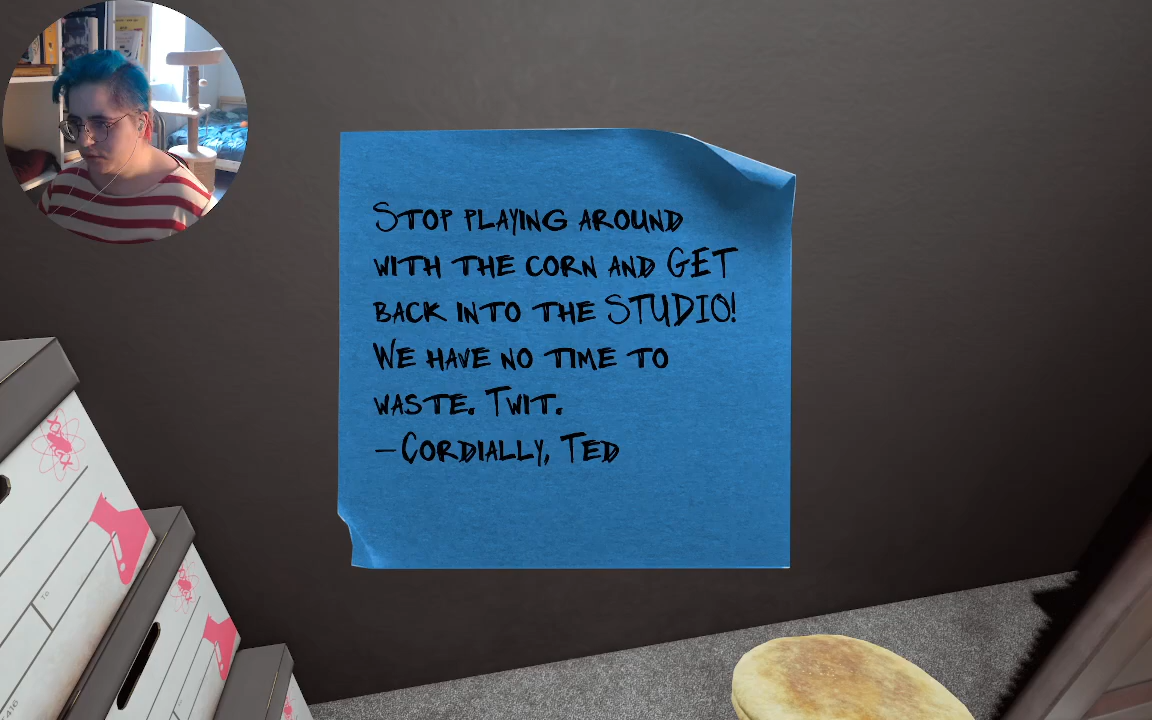 Stop playing around
with the corn and GET
back into the STUDIO!
We have no time to
waste. Twit.
—Cordially, Ted
To